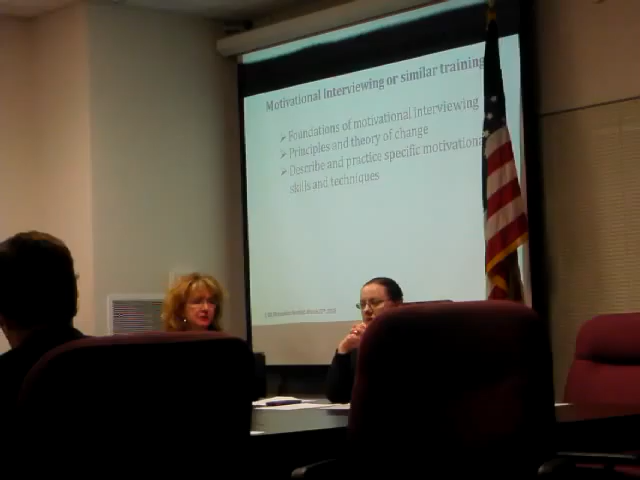 Motivational Interviewing or similar training
➢ Foundations of motivational interviewing
➢ Principles and theory of change
➢ Describe and practice specific motivationa
skills and techniques